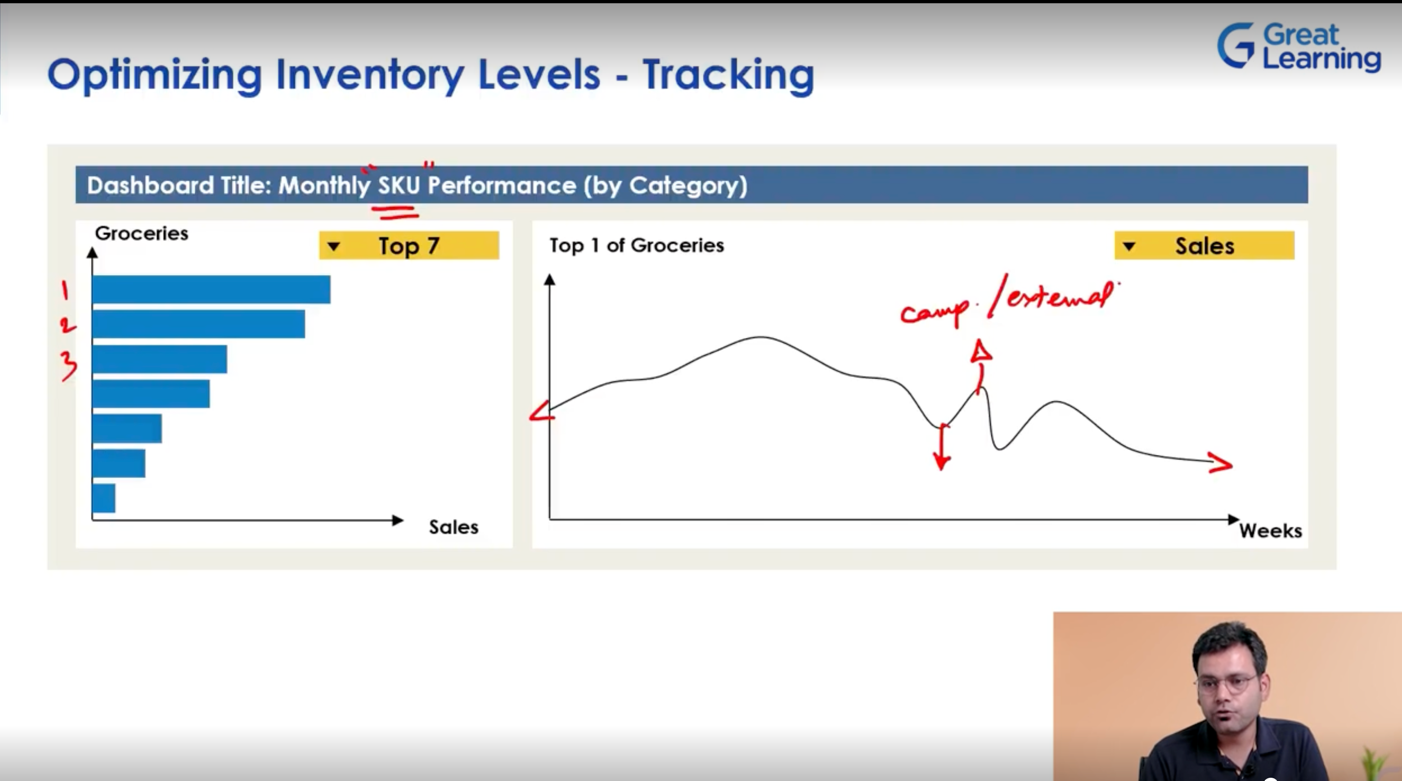 Great
Learning
Optimizing Inventory Levels - Tracking
Dashboard Title: Monthly "SKU" Performance (by Category)
Groceries
Top 7
1
2
3
Sales
Top 1 of Groceries
Sales
camp. / external
Weeks